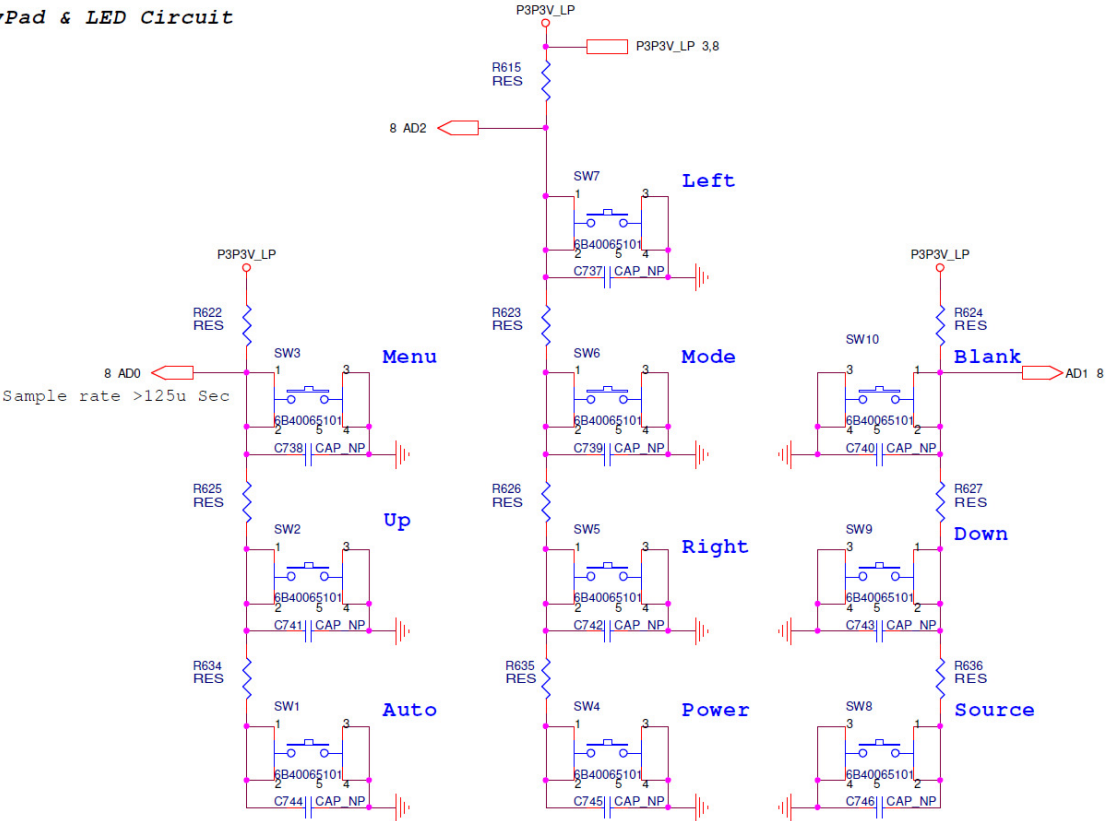 yPad & LED Circuit
P3P3V_LP
P3P3V_LP 3,8
R615
RES
8 AD2
SW7
Left
1 3
6B40065101
2 5 4
C737 CAP_NP
P3P3V_LP
P3P3V_LP
R622
RES
R623
RES
R624
RES
SW3
Menu
SW6
Mode
SW10
Blank
8 AD0
1 3
1 3
3 1
AD1 8
Sample rate >125u Sec
6B40065101
6B40065101
6B40065101
2 5 4
2 5 4
4 5 2
C738 CAP_NP
C739 CAP_NP
C740 CAP_NP
R625
RES
R626
RES
R627
RES
SW2
Up
SW5
Right
SW9
Down
1 3
1 3
3 1
6B40065101
6B40065101
6B40065101
2 5 4
2 5 4
4 5 2
C741 CAP_NP
C742 CAP_NP
C743 CAP_NP
R634
RES
R635
RES
R636
RES
SW1
Auto
SW4
Power
SW8
Source
1 3
1 3
3 1
6B40065101
6B40065101
6B40065101
2 5 4
2 5 4
4 5 2
C744 CAP_NP
C745 CAP_NP
C746 CAP_NP